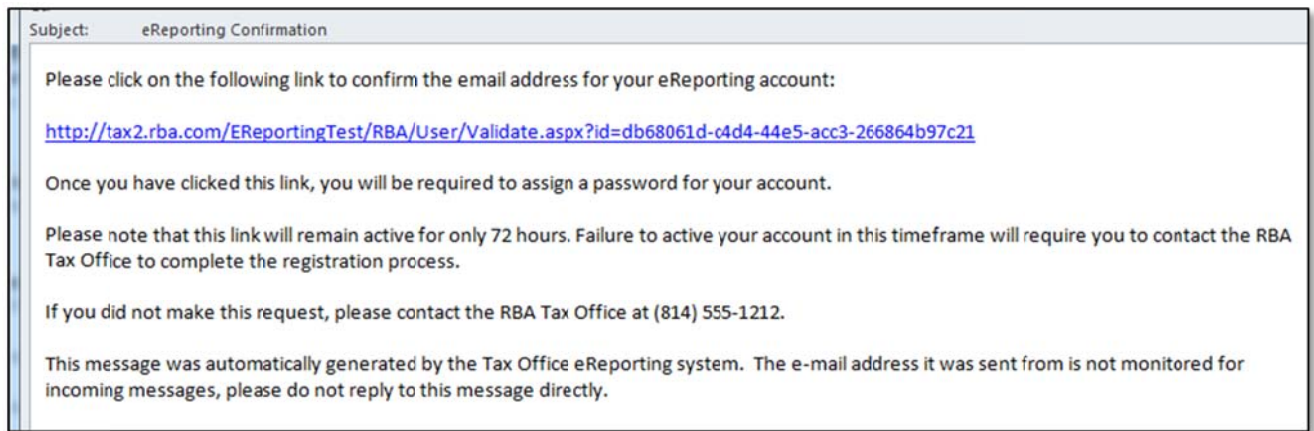 Subject: eReporting Confirmation
Please click on the following link to confirm the email address for your eReporting account:
http://tax2.rba.com/EReportingTest/RBA/User/Validate.aspx?id=db68061d-c4d4-44e5-acc3-266864b97c21
Once you have clicked this link, you will be required to assign a password for your account.
Please note that this link will remain active for only 72 hours. Failure to active your account in this timeframe will require you to contact the RBA
Tax Office to complete the registration process.
If you did not make this request, please contact the RBA Tax Office at (814) 555-1212.
This message was automatically generated by the Tax Office eReporting system. The e-mail address it was sent from is not monitored for
incoming messages, please do not reply to this message directly.